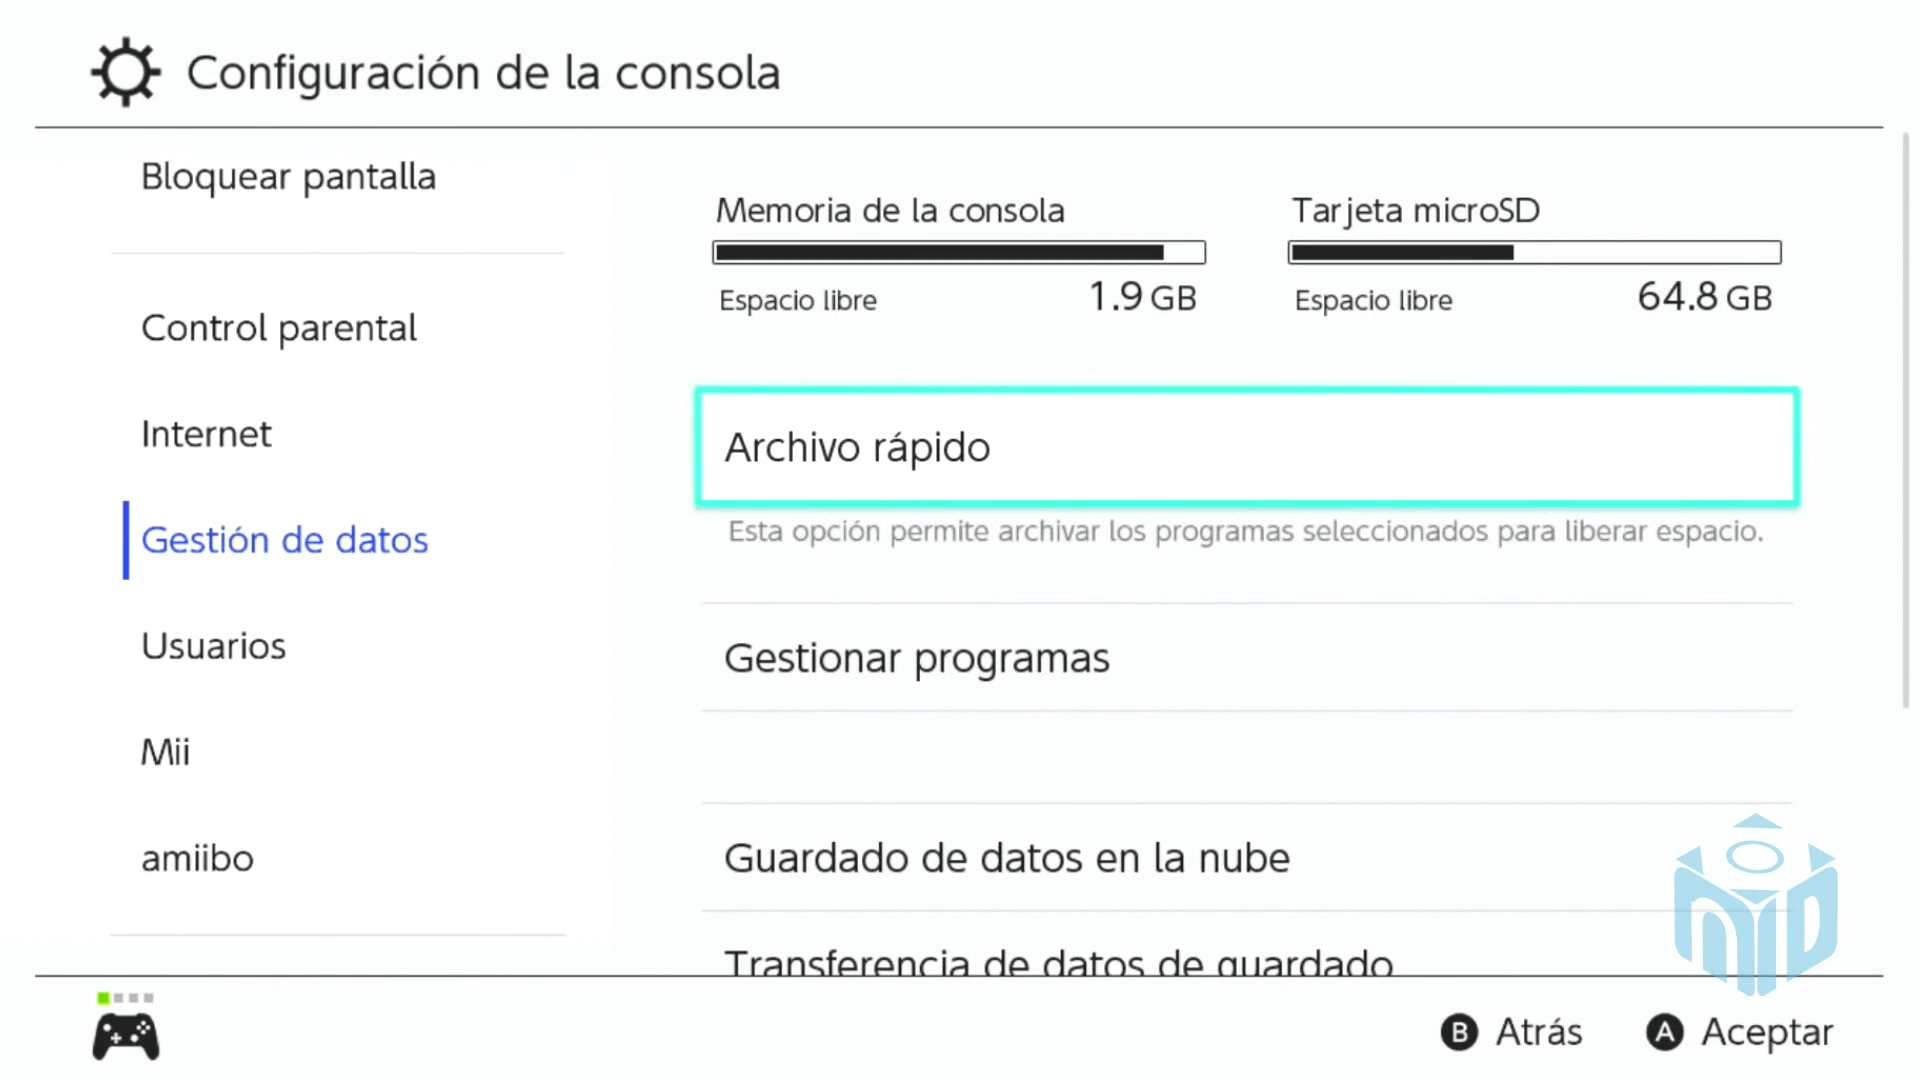 Configuración de la consola
Bloquear pantalla
Control parental
Internet
Gestión de datos
Usuarios
Mii
amiibo
Memoria de la consola
Espacio libre 1.9 GB
Tarjeta microSD
Espacio libre 64.8 GB
Archivo rápido
Esta opción permite archivar los programas seleccionados para liberar espacio.
Gestionar programas
Guardado de datos en la nube
Transferencia de datos de guardado
B Atrás
A Aceptar